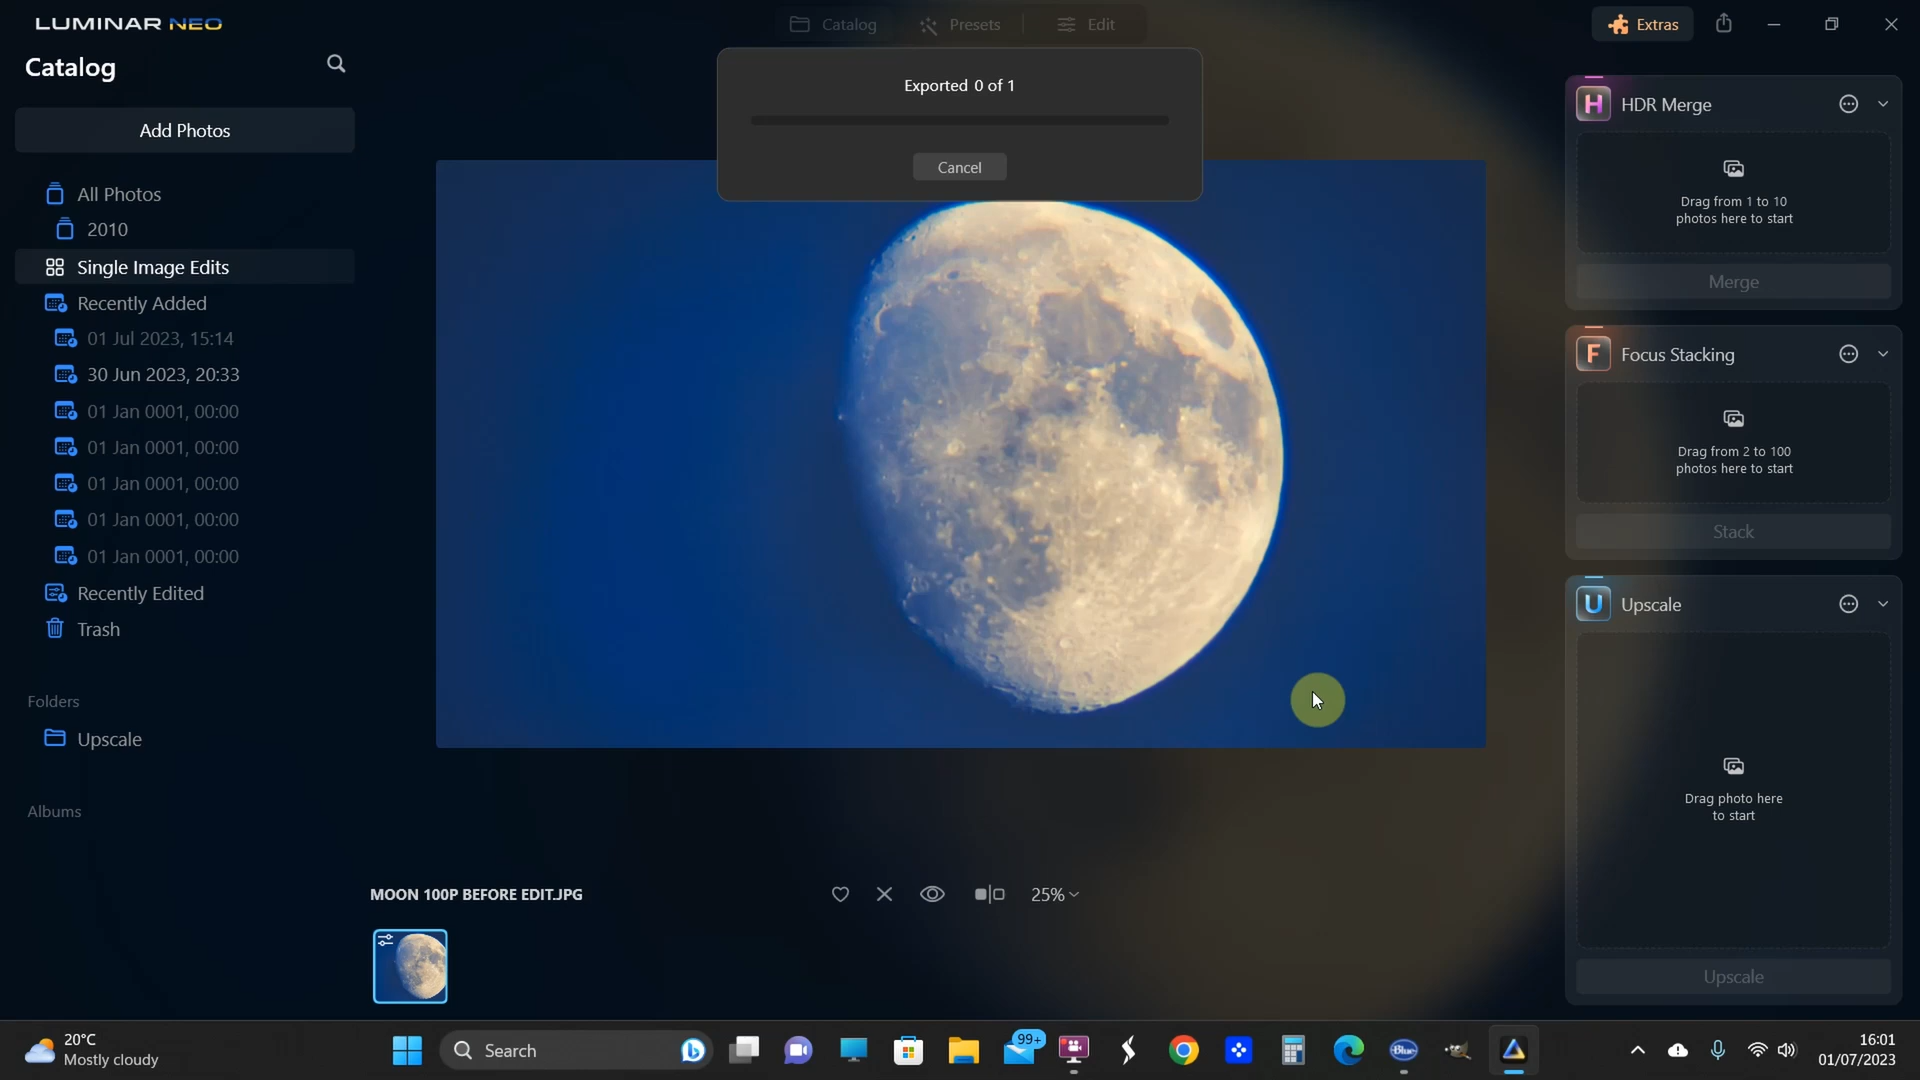 LUMINAR NEO
Catalog
Presets
Edit
Extras
Catalog
Add Photos
All Photos
2010
Single Image Edits
Recently Added
01 Jul 2023, 15:14
30 Jun 2023, 20:33
01 Jan 0001, 00:00
01 Jan 0001, 00:00
01 Jan 0001, 00:00
01 Jan 0001, 00:00
01 Jan 0001, 00:00
Recently Edited
Trash
Folders
Upscale
Albums
Exported 0 of 1
Cancel
MOON 100P BEFORE EDIT.JPG
25%
H
HDR Merge
Drag from 1 to 10
photos here to start
Merge
F
Focus Stacking
Drag from 2 to 100
photos here to start
Stack
U
Upscale
Drag photo here
to start
Upscale
20°C
Mostly cloudy
Search
99+
Blue
16:01
01/07/2023